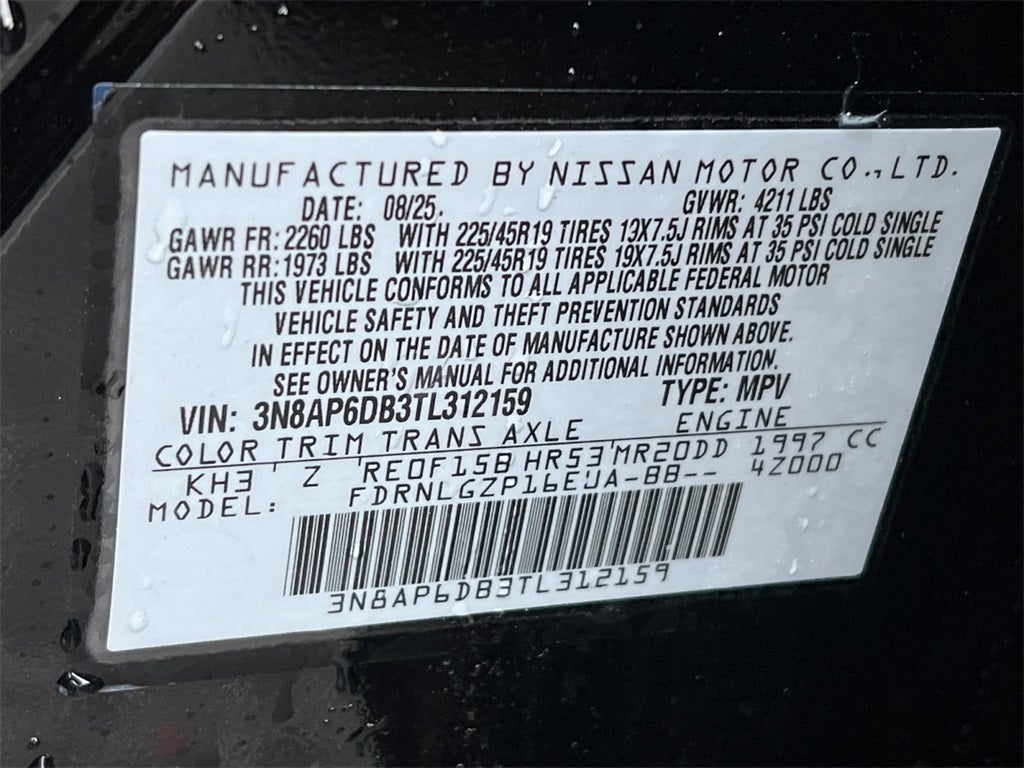 MANUFACTURED BY NISSAN MOTOR CO., LTD.
DATE: 08/25. GVWR: 4211 LBS
GAWR FR: 2260 LBS WITH 225/45R19 TIRES 13X7.5J RIMS AT 35 PSI COLD SINGLE
GAWR RR: 1973 LBS WITH 225/45R19 TIRES 19X7.5J RIMS AT 35 PSI COLD SINGLE
THIS VEHICLE CONFORMS TO ALL APPLICABLE FEDERAL MOTOR
VEHICLE SAFETY AND THEFT PREVENTION STANDARDS
IN EFFECT ON THE DATE OF MANUFACTURE SHOWN ABOVE.
SEE OWNER'S MANUAL FOR ADDITIONAL INFORMATION.
VIN: 3N8AP6DB3TL312159 TYPE: MPV
COLOR TRIM TRANS AXLE ENGINE
KH3 Z RE0F15B HR53 MR20DD 1997 CC
MODEL: FDRNLGZP16EUA-BB-- 4Z000
3N8AP6DB3TL312159